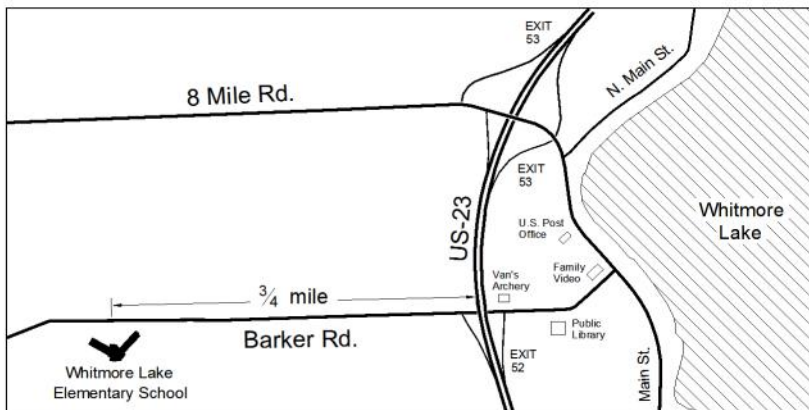 EXIT
53
N. Main St.
8 Mile Rd.
EXIT
53
US-23
U.S. Post
Office
Whitmore
Lake
Van's
Archery
Family
Video
3/4 mile
Barker Rd.
Public
Library
EXIT
52
Main St.
Whitmore Lake
Elementary School